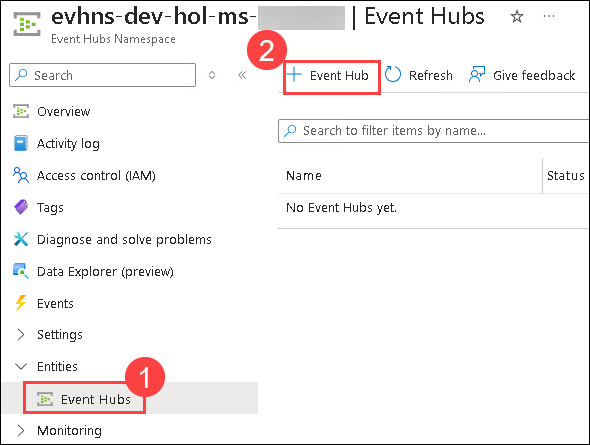 evhns-dev-hol-ms- | Event Hubs
Event Hubs Namespace
2
Search
+ Event Hub Refresh Give feedback
Overview
Activity log
Access control (IAM)
Tags
Diagnose and solve problems
Data Explorer (preview)
Events
Settings
Entities
1
Event Hubs
Monitoring
Search to filter items by name...
Name Status
No Event Hubs yet.